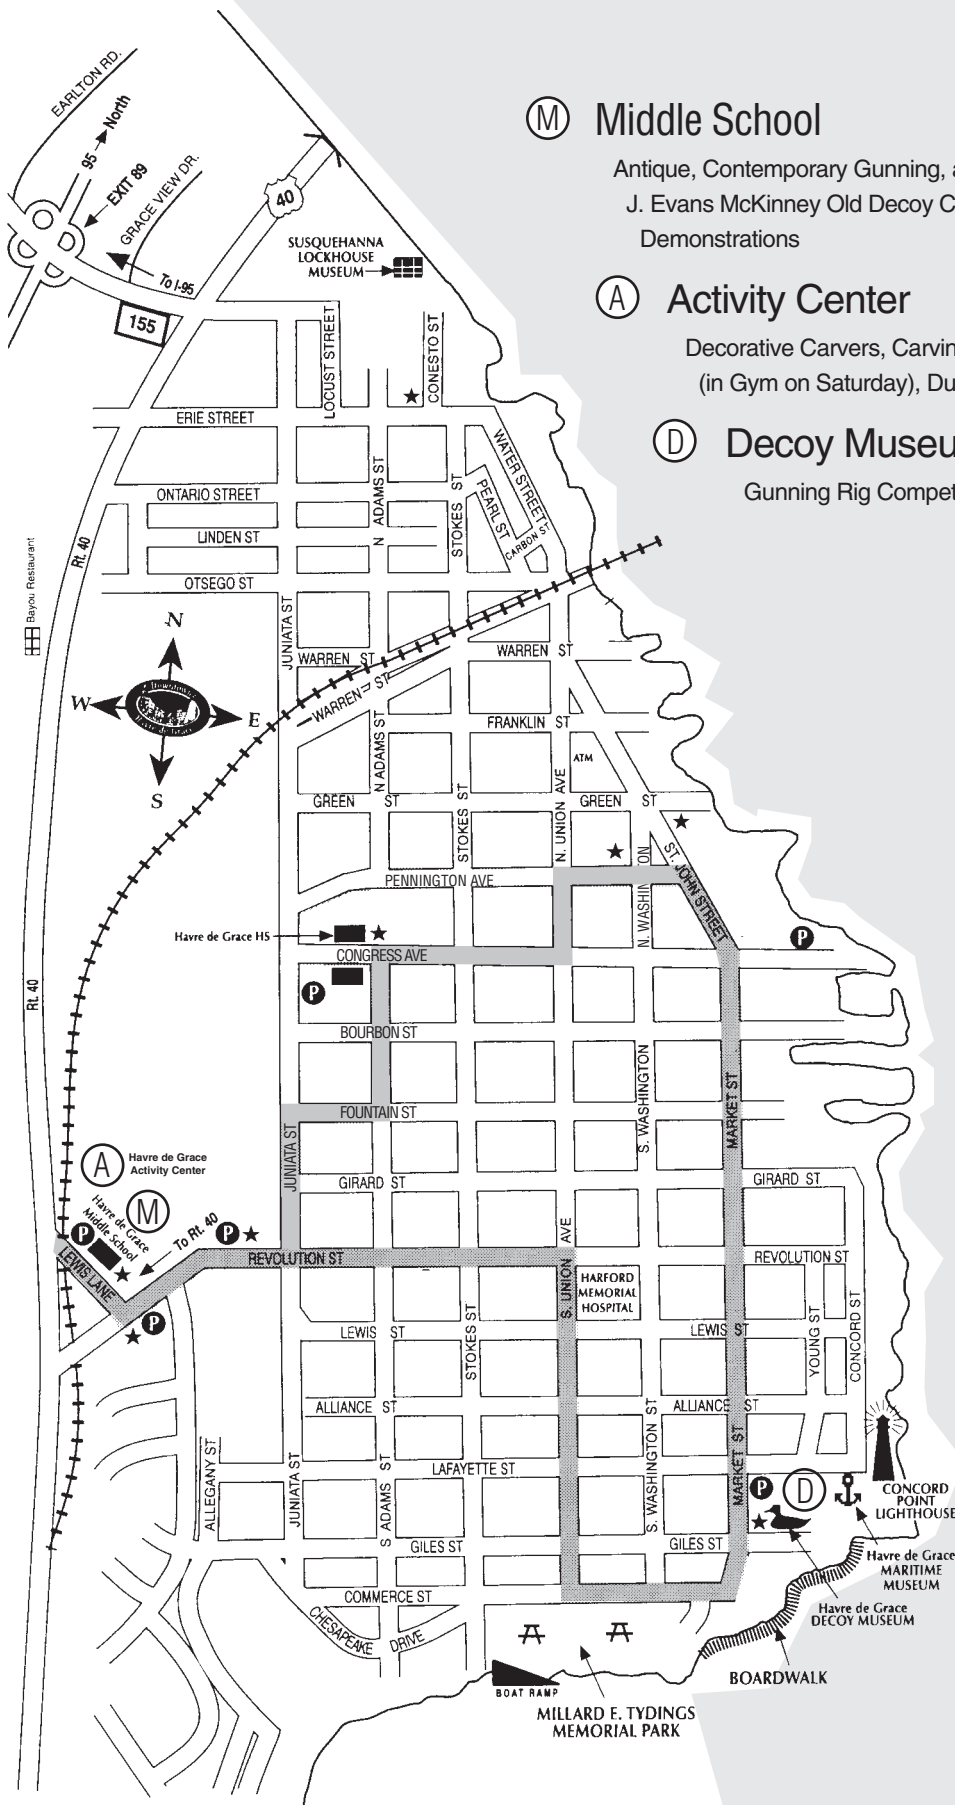 EARLTON RD.
95 North
EXIT 89
GRACE VIEW DR.
To I-95
155
40
SUSQUEHANNA
LOCKHOUSE
MUSEUM
M Middle School
Antique, Contemporary Gunning, a
J. Evans McKinney Old Decoy C
Demonstrations
A Activity Center
Decorative Carvers, Carvin
(in Gym on Saturday), Du
D Decoy Museu
Gunning Rig Compet
LOCUST STREET
CONESTO ST
ERIE STREET
WATER STREET
N ADAMS ST
STOKES ST
PEARL ST
CARBON ST
ONTARIO STREET
LINDEN ST
OTSEGO ST
Rt. 40
Bayou Restaurant
JUNIATA ST
WARREN ST
WARREN ST
WARREN ST
N
W
E
S
Downtown
Havre de Grace
FRANKLIN ST
N ADAMS ST
ATM
GREEN ST
GREEN ST
STOKES ST
N. UNION AVE
PENNINGTON AVE
N. WASHIN ON
ST. JOHN STREET
Havre de Grace HS
CONGRESS AVE
P
P
Rt. 40
BOURBON ST
S. WASHINGTON
MARKET ST
FOUNTAIN ST
JUNIATA ST
A
Havre de Grace
Activity Center
M
Havre de Grace
Middle School
GIRARD ST
GIRARD ST
P
To Rt. 40
P
LEWIS LANE
REVOLUTION ST
REVOLUTION ST
S. UNION AVE
HARFORD
MEMORIAL
HOSPITAL
P
LEWIS ST
LEWIS ST
STOKES ST
YOUNG ST
CONCORD ST
ALLIANCE ST
ALLIANCE ST
ALLEGANY ST
JUNIATA ST
S ADAMS ST
LAFAYETTE ST
S. WASHINGTON ST
MARKET ST
P
D
CONCORD
POINT
LIGHTHOUSE
GILES ST
GILES ST
Havre de Grace
MARITIME
MUSEUM
COMMERCE ST
Havre de Grace
DECOY MUSEUM
CHESAPEAKE DRIVE
BOARDWALK
BOAT RAMP
MILLARD E. TYDINGS
MEMORIAL PARK